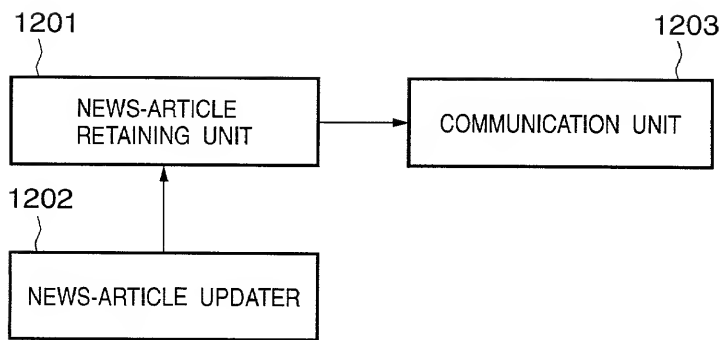 1201
NEWS-ARTICLE
RETAINING UNIT
1203
COMMUNICATION UNIT
1202
NEWS-ARTICLE UPDATER